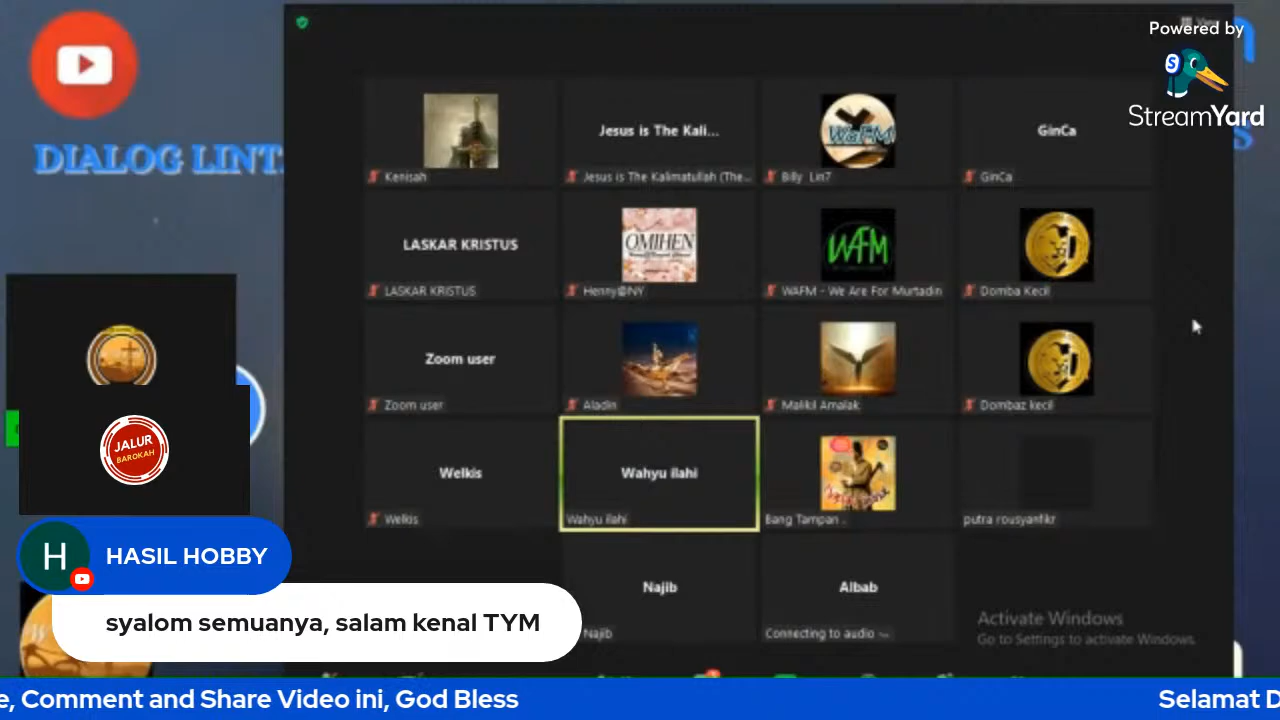 Powered by
StreamYard
DIALOG LINT
Jesus is The Kali...
GinCa
Kenisah
Jesus is The Kalimatullah (The...
Billy Lin7
GinCa
WaFM
LASKAR KRISTUS
OMIHEN
WAFM
LASKAR KRISTUS
Henny@NY
WAFM - We Are For Murtadin
Domba Kecil
Zoom user
Zoom user
Aladin
Malikil Amalak
Dombaz kecil
Welkis
Wahyu ilahi
Welkis
Wahyu ilahi
Bang Tampan .
putra rousyanfikr
JALUR
BAROKAH
Najib
Albab
Najib
Connecting to audio
Activate Windows
Go to Settings to activate Windows.
H
HASIL HOBBY
syalom semuanya, salam kenal TYM
e, Comment and Share Video ini, God Bless
Selamat D